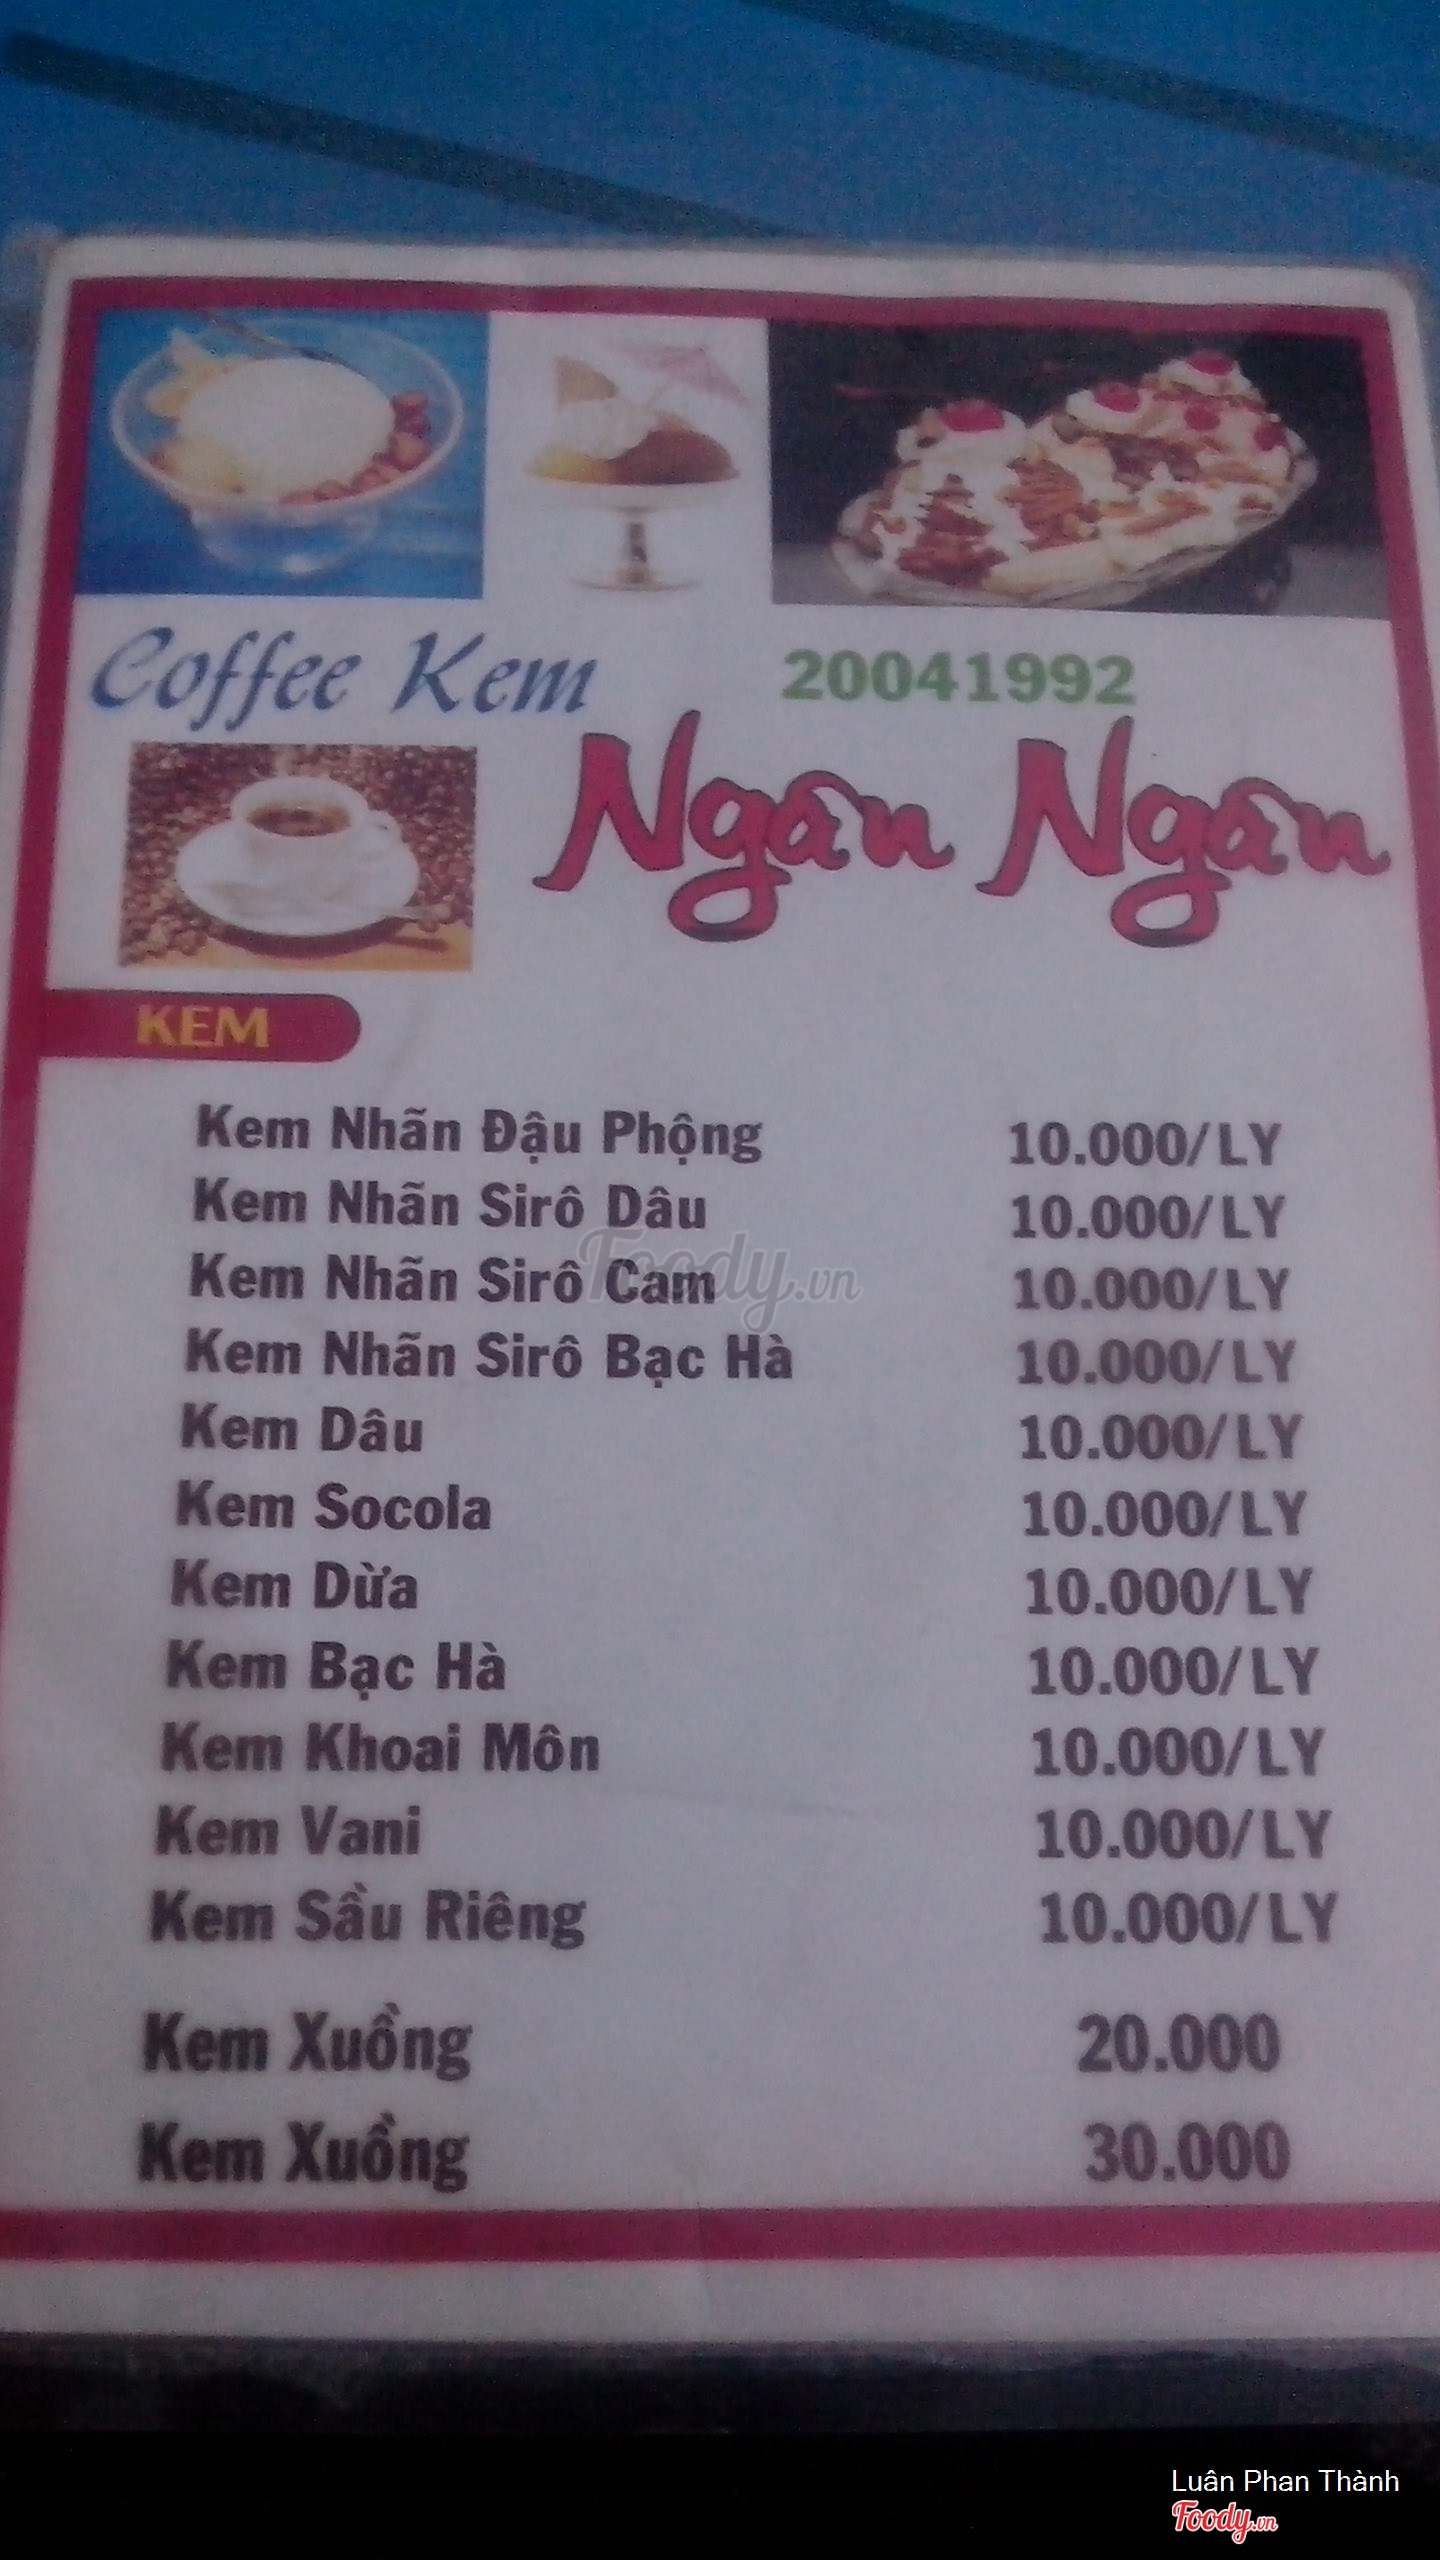 Coffee Kem
20041992
Ngân Ngân
KEM
Kem Nhãn Đậu Phộng 10.000/LY
Kem Nhãn Sirô Dâu 10.000/LY
Kem Nhãn Sirô Cam 10.000/LY
Kem Nhãn Sirô Bạc Hà 10.000/LY
Kem Dâu 10.000/LY
Kem Socola 10.000/LY
Kem Dừa 10.000/LY
Kem Bạc Hà 10.000/LY
Kem Khoai Môn 10.000/LY
Kem Vani 10.000/LY
Kem Sầu Riêng 10.000/LY
Kem Xuồng 20.000
Kem Xuồng 30.000
Foody.vn
Luân Phan Thành
Foody.vn